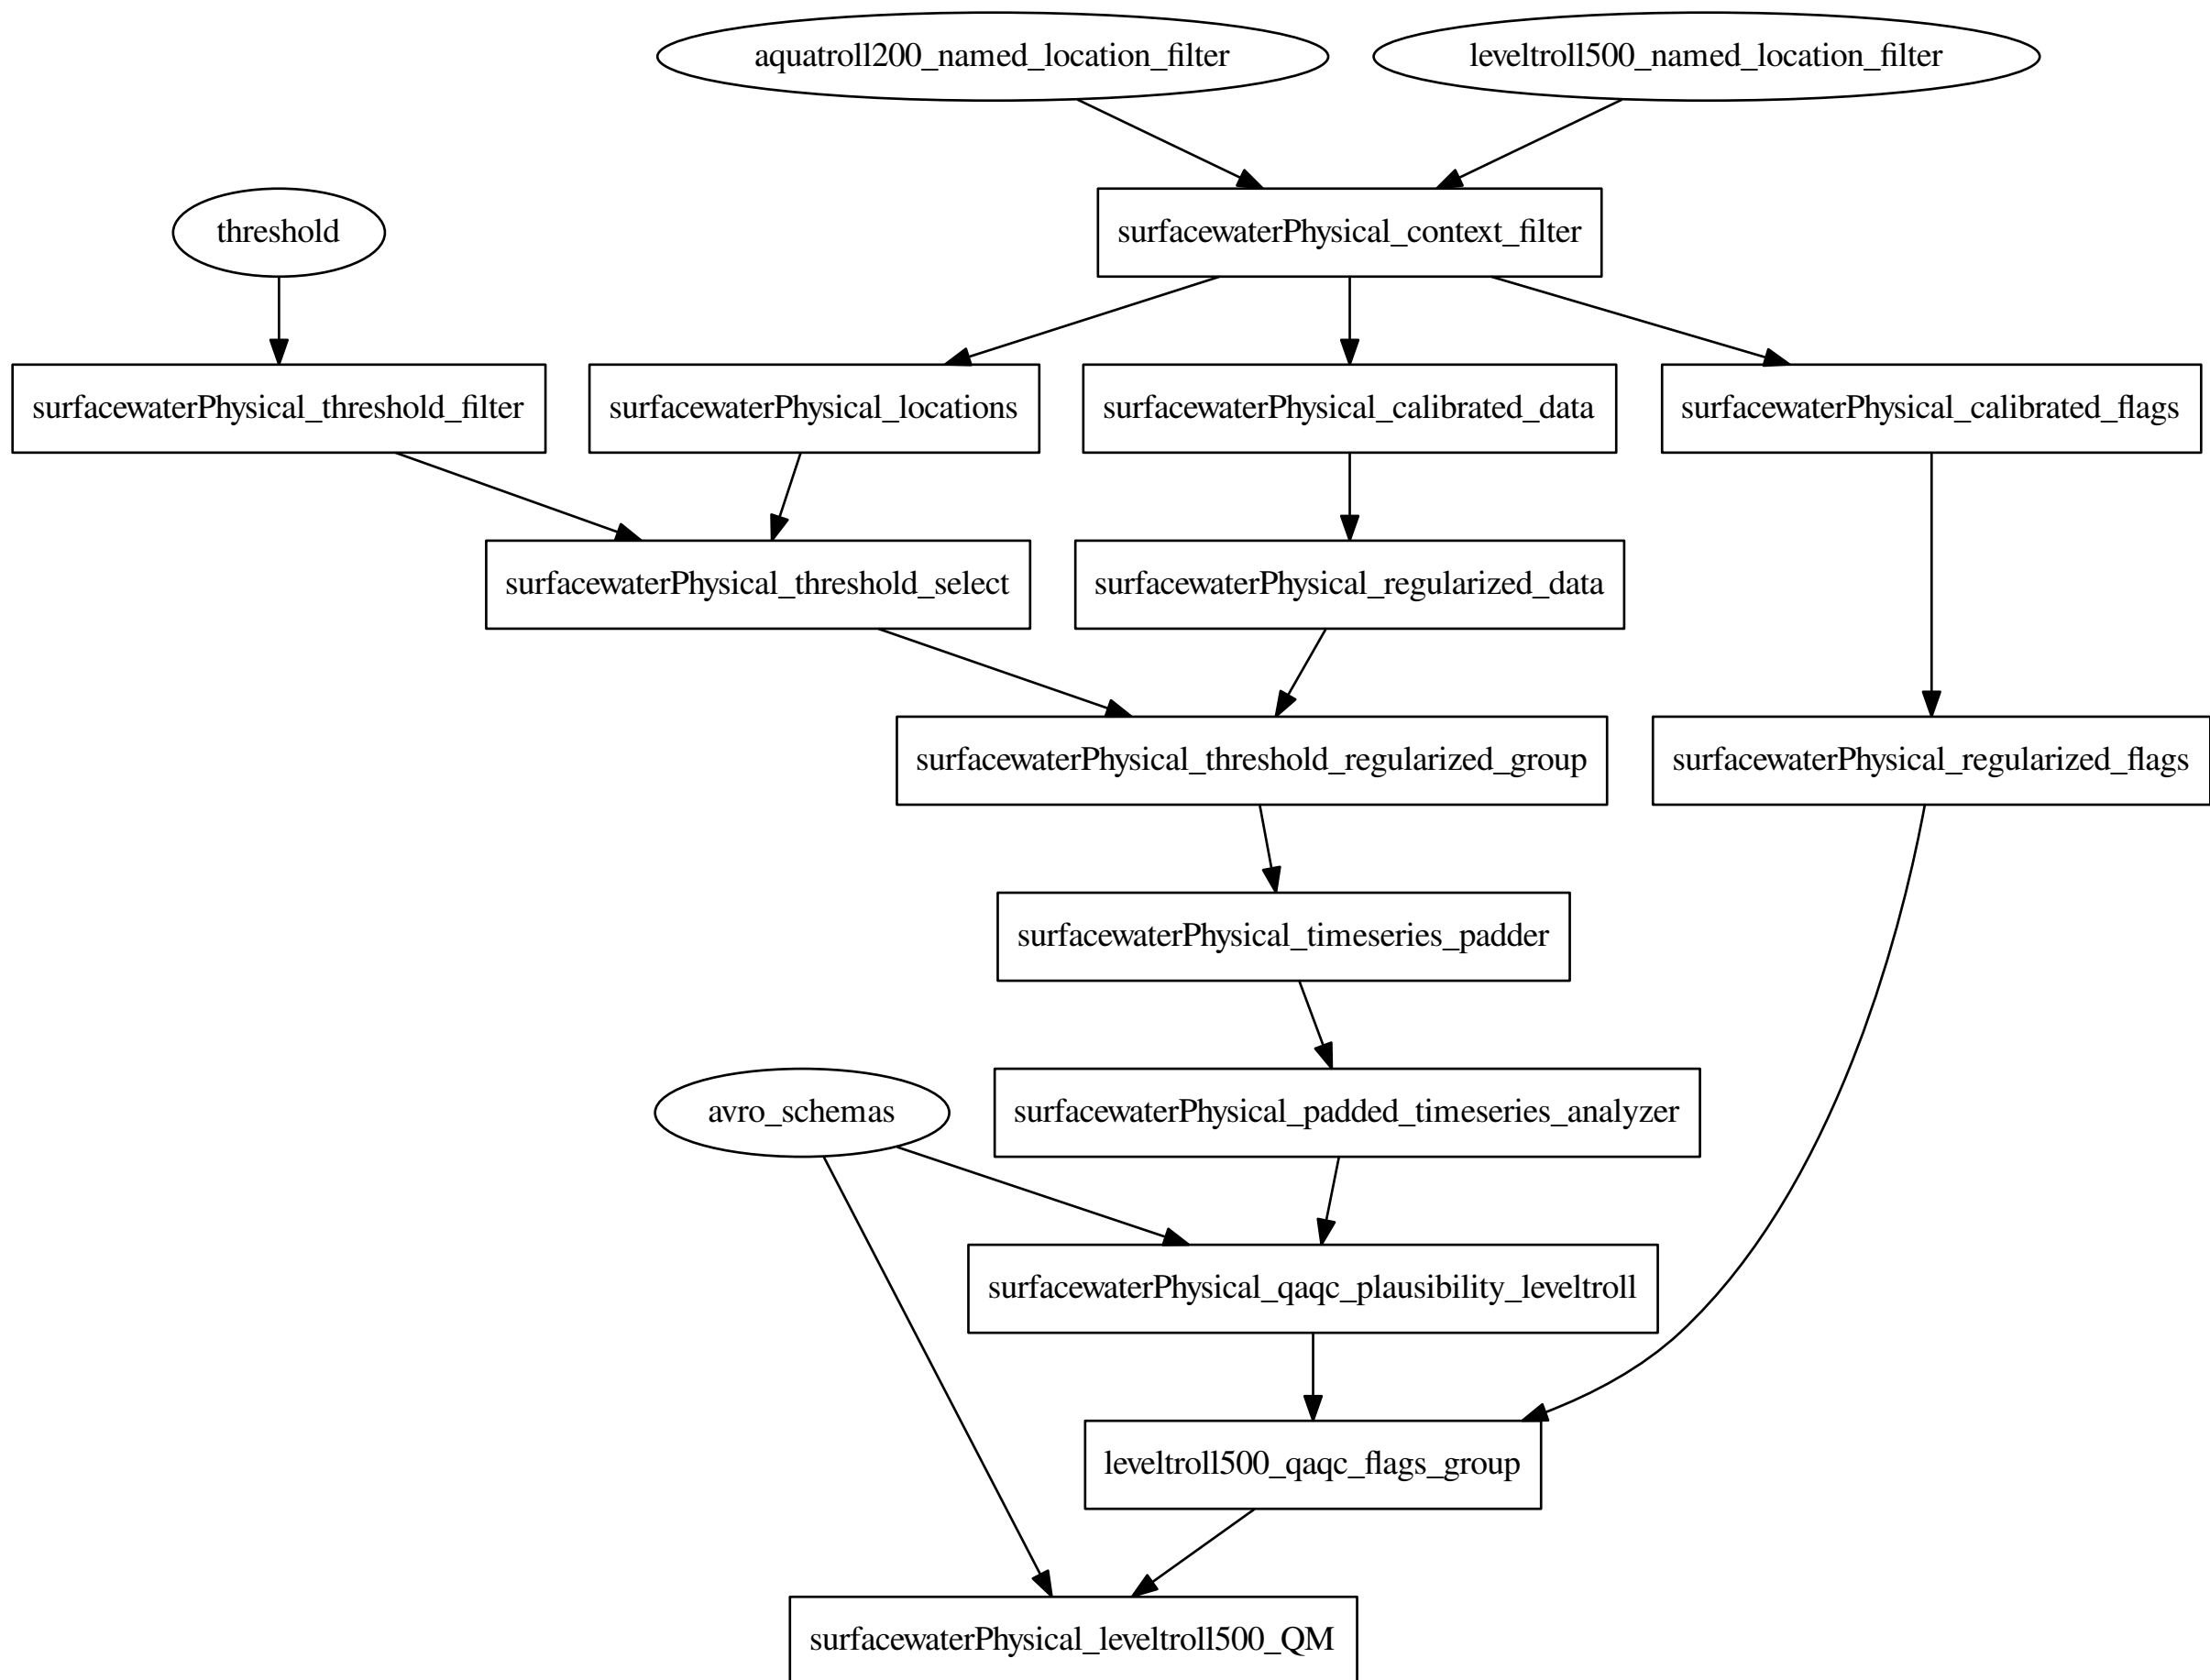 aquatroll200_named_location_filter
leveltroll500_named_location_filter
threshold
surfacewaterPhysical_context_filter
surfacewaterPhysical_threshold_filter
surfacewaterPhysical_locations
surfacewaterPhysical_calibrated_data
surfacewaterPhysical_calibrated_flags
surfacewaterPhysical_threshold_select
surfacewaterPhysical_regularized_data
surfacewaterPhysical_threshold_regularized_group
surfacewaterPhysical_regularized_flags
surfacewaterPhysical_timeseries_padder
avro_schemas
surfacewaterPhysical_padded_timeseries_analyzer
surfacewaterPhysical_qaqc_plausibility_leveltroll
leveltroll500_qaqc_flags_group
surfacewaterPhysical_leveltroll500_QM